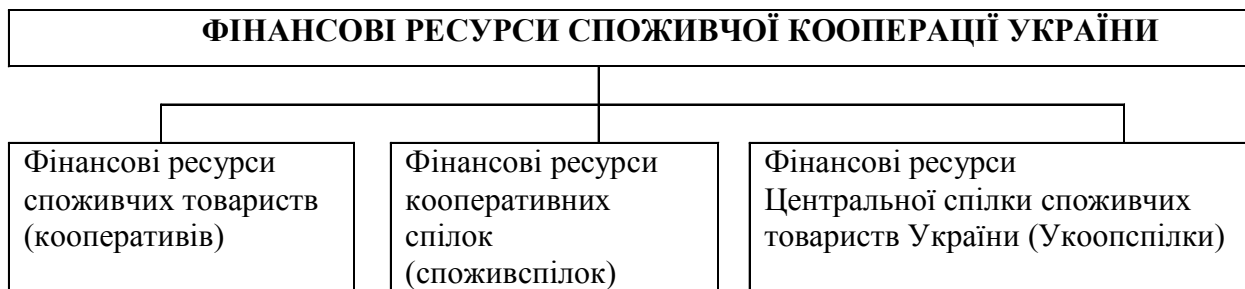 ФІНАНСОВІ РЕСУРСИ СПОЖИВЧОЇ КООПЕРАЦІЇ УКРАЇНИ
Фінансові ресурси
споживчих товариств
(кооперативів)
Фінансові ресурси
кооперативних
спілок
(споживспілок)
Фінансові ресурси
Центральної спілки споживчих
товариств України (Укоопспілки)